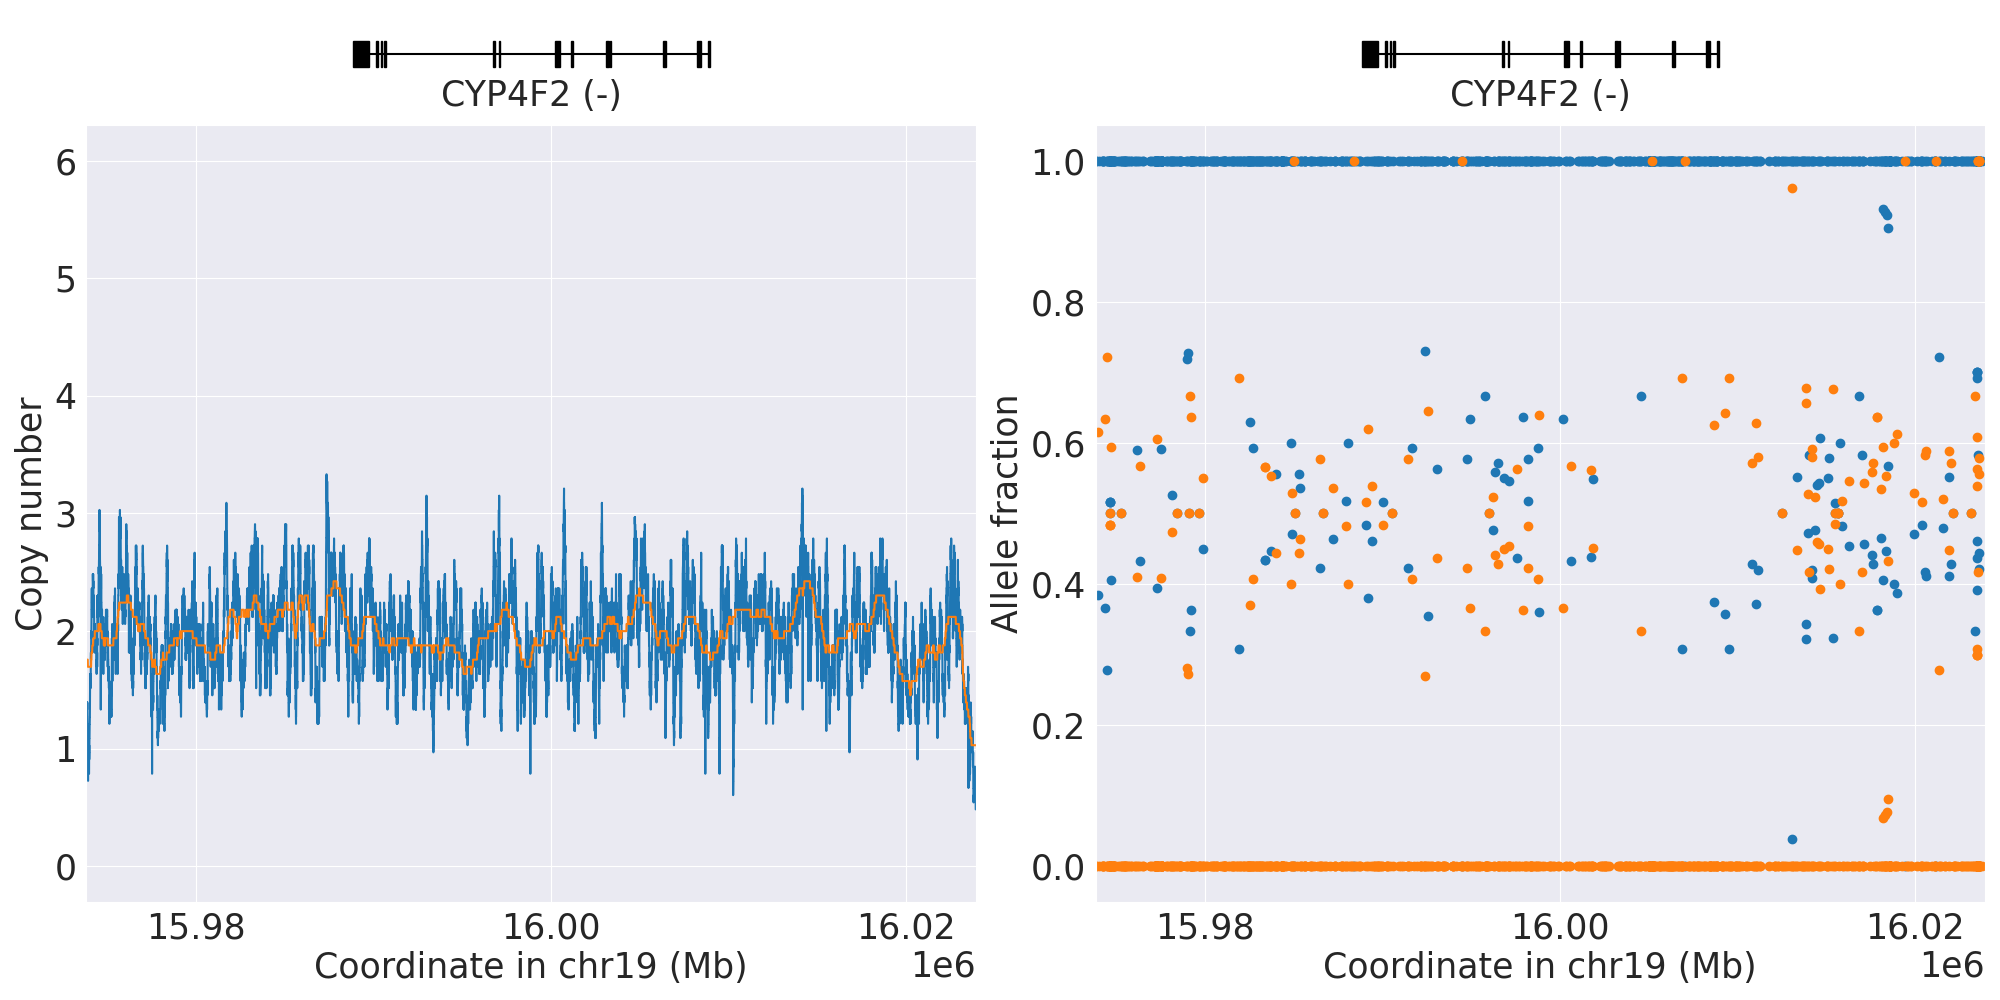 CYP4F2 (-)
CYP4F2 (-)
Copy number
6
5
4
3
2
1
0
15.98
16.00
16.02
Coordinate in chr19 (Mb)
1e6
Allele fraction
1.0
0.8
0.6
0.4
0.2
0.0
15.98
16.00
16.02
Coordinate in chr19 (Mb)
1e6